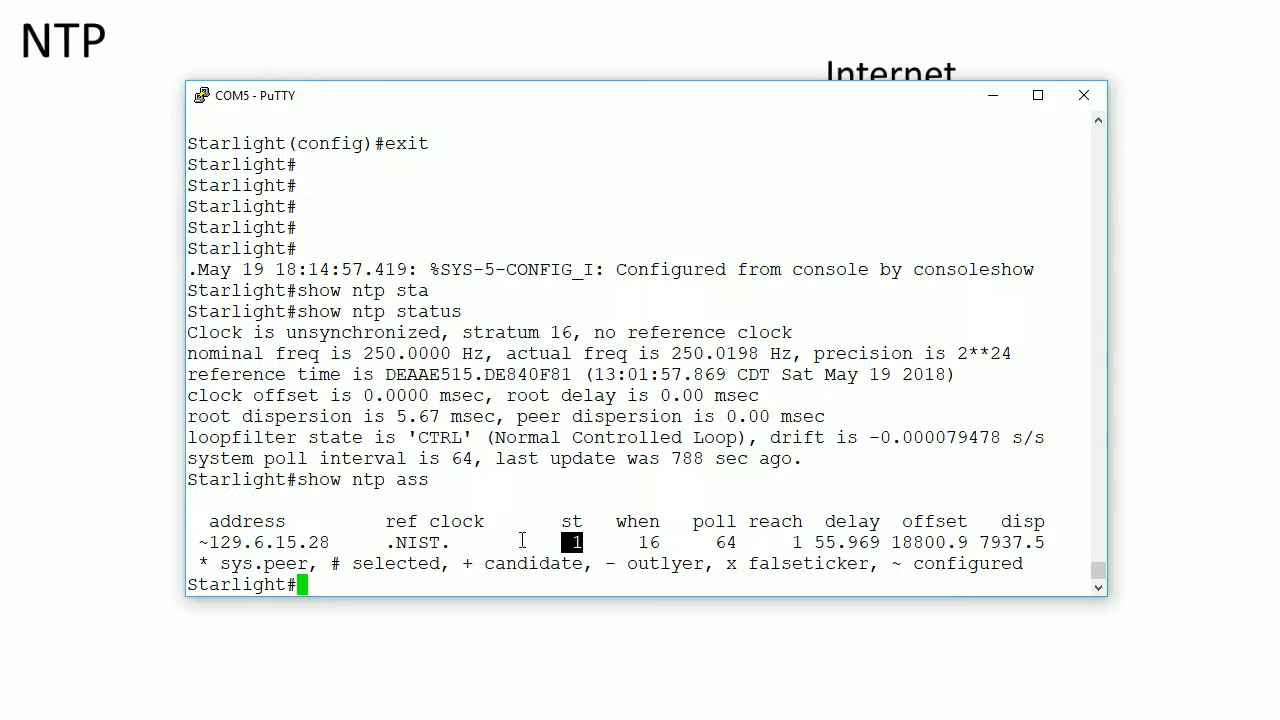 NTP
Internet
COM5 - PuTTY
Starlight(config)#exit
Starlight#
Starlight#
Starlight#
Starlight#
Starlight#
.May 19 18:14:57.419: %SYS-5-CONFIG_I: Configured from console by consoleshow
Starlight#show ntp sta
Starlight#show ntp status
Clock is unsynchronized, stratum 16, no reference clock
nominal freq is 250.0000 Hz, actual freq is 250.0198 Hz, precision is 2**24
reference time is DEAAE515.DE840F81 (13:01:57.869 CDT Sat May 19 2018)
clock offset is 0.0000 msec, root delay is 0.00 msec
root dispersion is 5.67 msec, peer dispersion is 0.00 msec
loopfilter state is 'CTRL' (Normal Controlled Loop), drift is -0.000079478 s/s
system poll interval is 64, last update was 788 sec ago.
Starlight#show ntp ass
address ref clock st when poll reach delay offset disp
~129.6.15.28 .NIST. 1 16 64 1 55.969 18800.9 7937.5
* sys.peer, # selected, + candidate, - outlyer, x falseticker, ~ configured
Starlight#